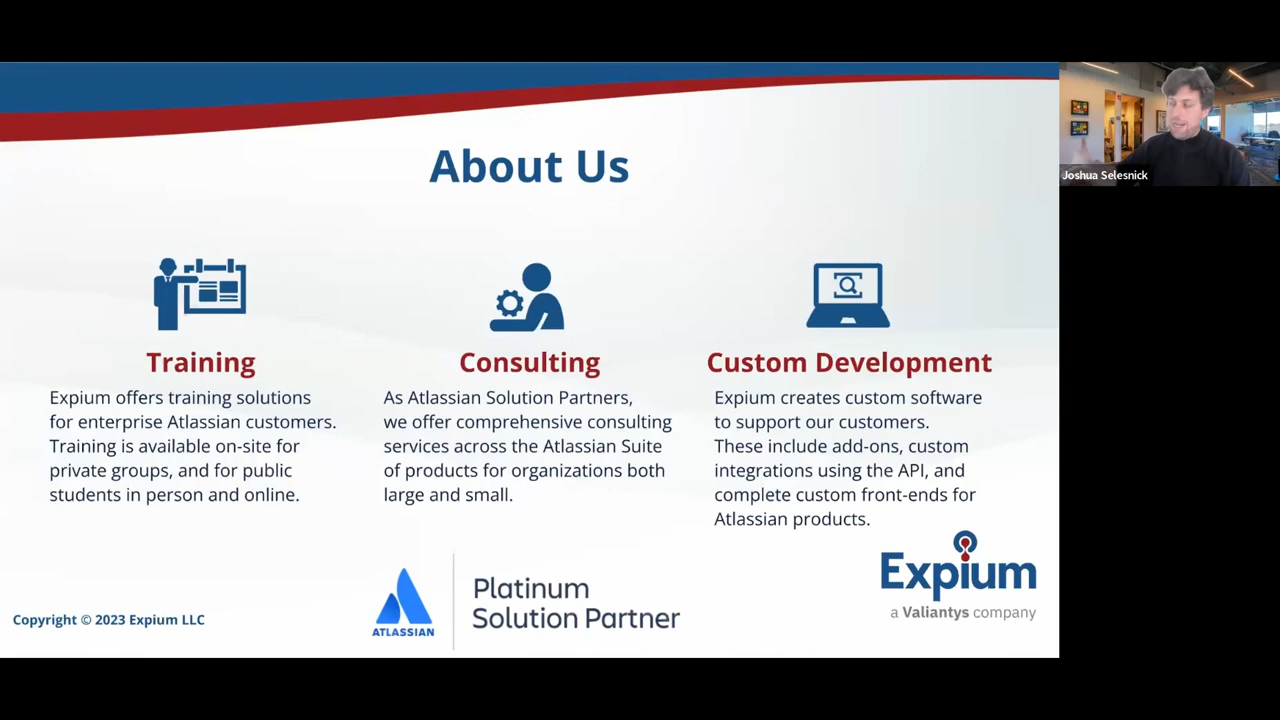 About Us
Training
Expium offers training solutions
for enterprise Atlassian customers.
Training is available on-site for
private groups, and for public
students in person and online.
Consulting
As Atlassian Solution Partners,
we offer comprehensive consulting
services across the Atlassian Suite
of products for organizations both
large and small.
Custom Development
Expium creates custom software
to support our customers.
These include add-ons, custom
integrations using the API, and
complete custom front-ends for
Atlassian products.
Copyright © 2023 Expium LLC
ATLASSIAN
Platinum
Solution Partner
Expium
a Valiantys company
Joshua Selesnick